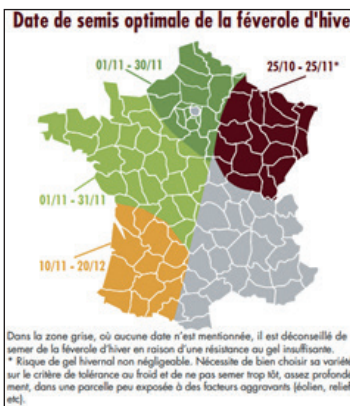 Date de semis optimale de la féverole d'hive
01/11 - 30/11
25/10 - 25/11*
01/11 - 31/11
10/11 - 20/12
Dans la zone grise, où aucune date n'est mentionnée, il est déconseillé de
semer de la féverole d'hiver en raison d'une résistance au gel insuffisante.
* Risque de gel hivernal non négligeable. Nécessite de bien choisir sa variété
sur le critère de tolérance au froid et de ne pas semer trop tôt, assez profondé-
ment, dans une parcelle peu exposée à des facteurs aggravants (éolien, relief
etc).